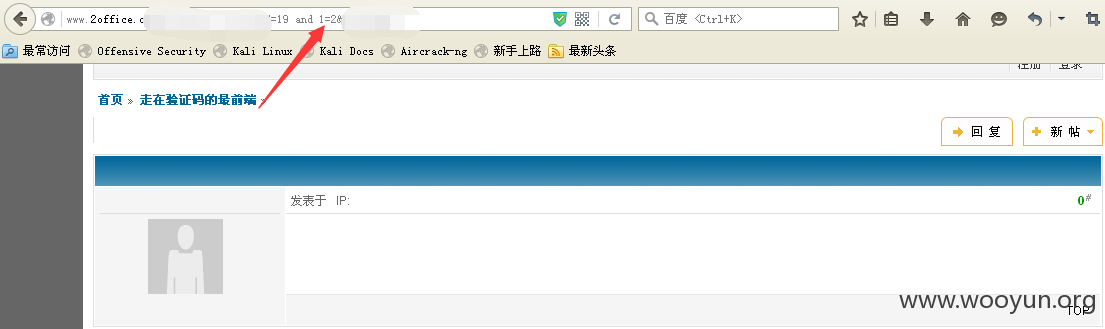 www.2office.c =19 and 1=2& 百度 <Ctrl+K>
最常访问 Offensive Security Kali Linux Kali Docs Aircrack-ng 新手上路 最新头条
注册 登录
首页 » 走在验证码的最前端 »
回复 新帖
发表于 IP: 0#
www.wooyun.org
TOP